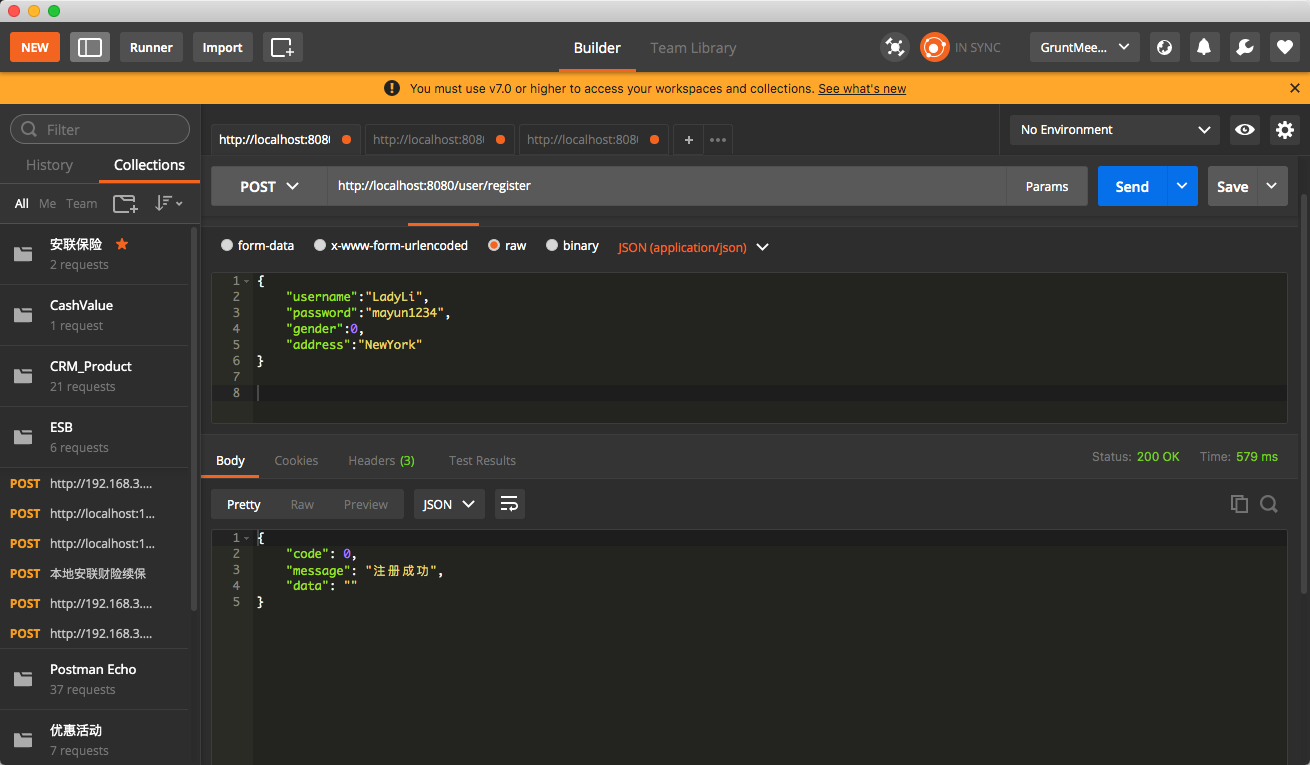 NEW Runner Import Builder Team Library IN SYNC GruntMee...
You must use v7.0 or higher to access your workspaces and collections. See what's new
Filter
History Collections
All Me Team
安联保险
2 requests
CashValue
1 request
CRM_Product
21 requests
ESB
6 requests
POST http://192.168.3....
POST http://localhost:1...
POST http://localhost:1...
POST 本地安联财险续保
POST http://192.168.3....
POST http://192.168.3....
Postman Echo
37 requests
优惠活动
7 requests
http://localhost:8080 http://localhost:8080 http://localhost:8080 + ••• No Environment
POST http://localhost:8080/user/register Params Send Save
form-data x-www-form-urlencoded raw binary JSON (application/json)
1 {
2 "username":"LadyLi",
3 "password":"mayun1234",
4 "gender":0,
5 "address":"NewYork"
6 }
7
8
Body Cookies Headers (3) Test Results Status: 200 OK Time: 579 ms
Pretty Raw Preview JSON
1 {
2 "code": 0,
3 "message": "注册成功",
4 "data": ""
5 }